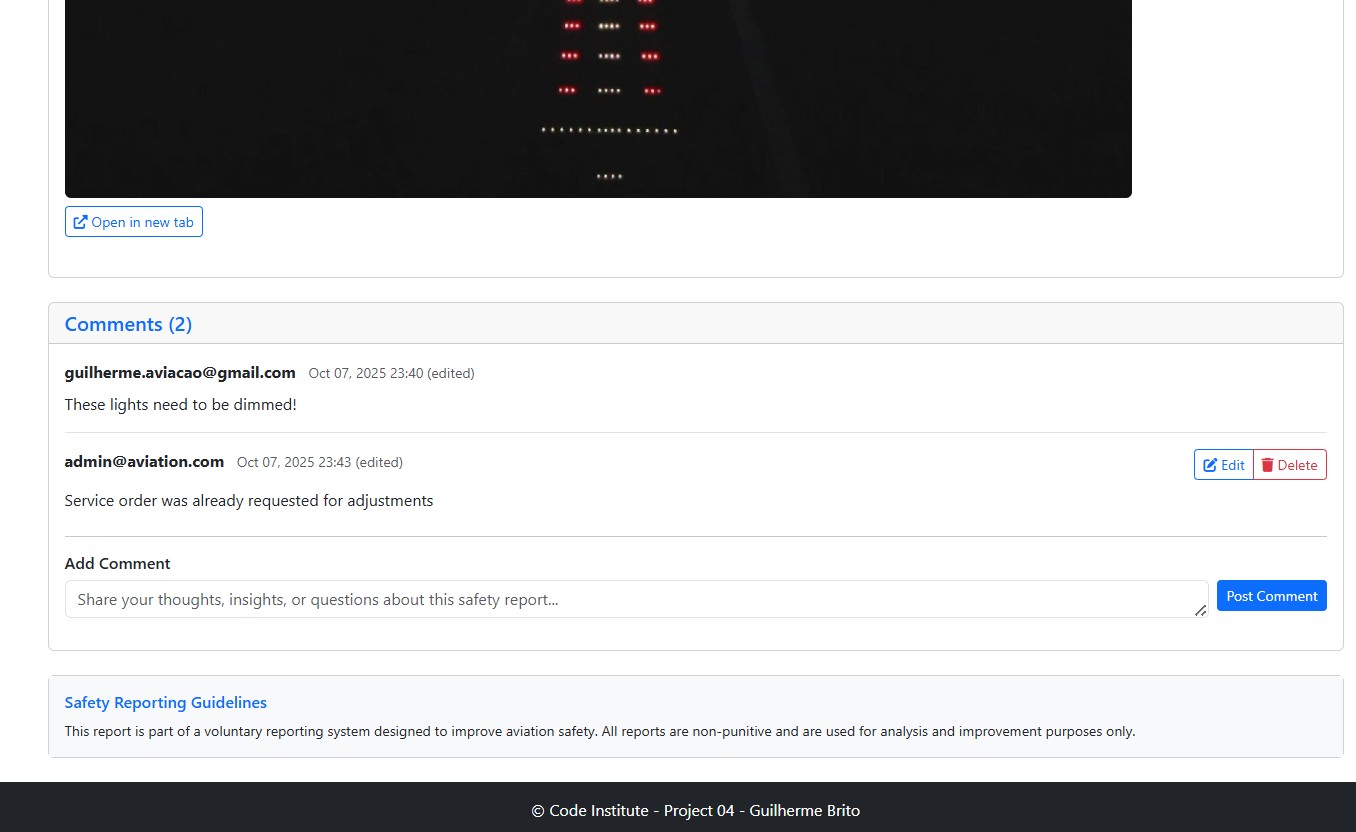 Open in new tab
Comments (2)
guilherme.aviacao@gmail.com Oct 07, 2025 23:40 (edited)
These lights need to be dimmed!
admin@aviation.com Oct 07, 2025 23:43 (edited) Edit Delete
Service order was already requested for adjustments
Add Comment
Share your thoughts, insights, or questions about this safety report... Post Comment
Safety Reporting Guidelines
This report is part of a voluntary reporting system designed to improve aviation safety. All reports are non-punitive and are used for analysis and improvement purposes only.
© Code Institute - Project 04 - Guilherme Brito